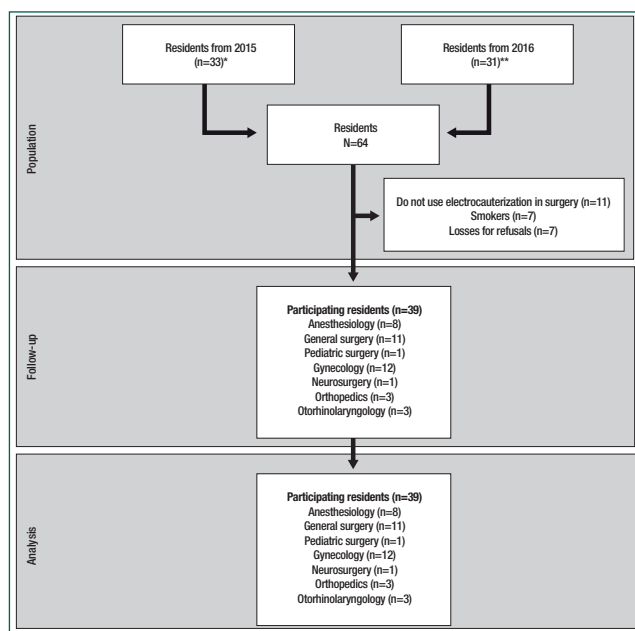 Residents from 2015
(n=33)*
Residents from 2016
(n=31)**
Residents
N=64
Population
Do not use electrocauterization in surgery (n=11)
Smokers (n=7)
Losses for refusals (n=7)
Follow-up
Participating residents (n=39)
Anesthesiology (n=8)
General surgery (n=11)
Pediatric surgery (n=1)
Gynecology (n=12)
Neurosurgery (n=1)
Orthopedics (n=3)
Otorhinolaryngology (n=3)
Analysis
Participating residents (n=39)
Anesthesiology (n=8)
General surgery (n=11)
Pediatric surgery (n=1)
Gynecology (n=12)
Neurosurgery (n=1)
Orthopedics (n=3)
Otorhinolaryngology (n=3)